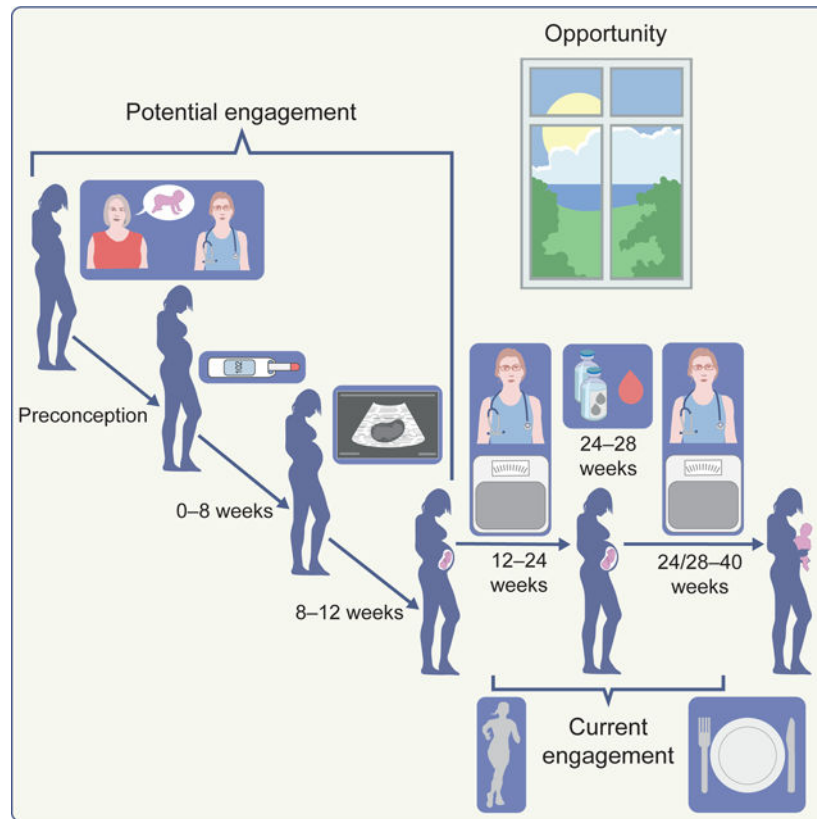 Opportunity
Potential engagement
Preconception
0–8 weeks
8–12 weeks
12–24
weeks
24–28
weeks
24/28–40
weeks
Current
engagement